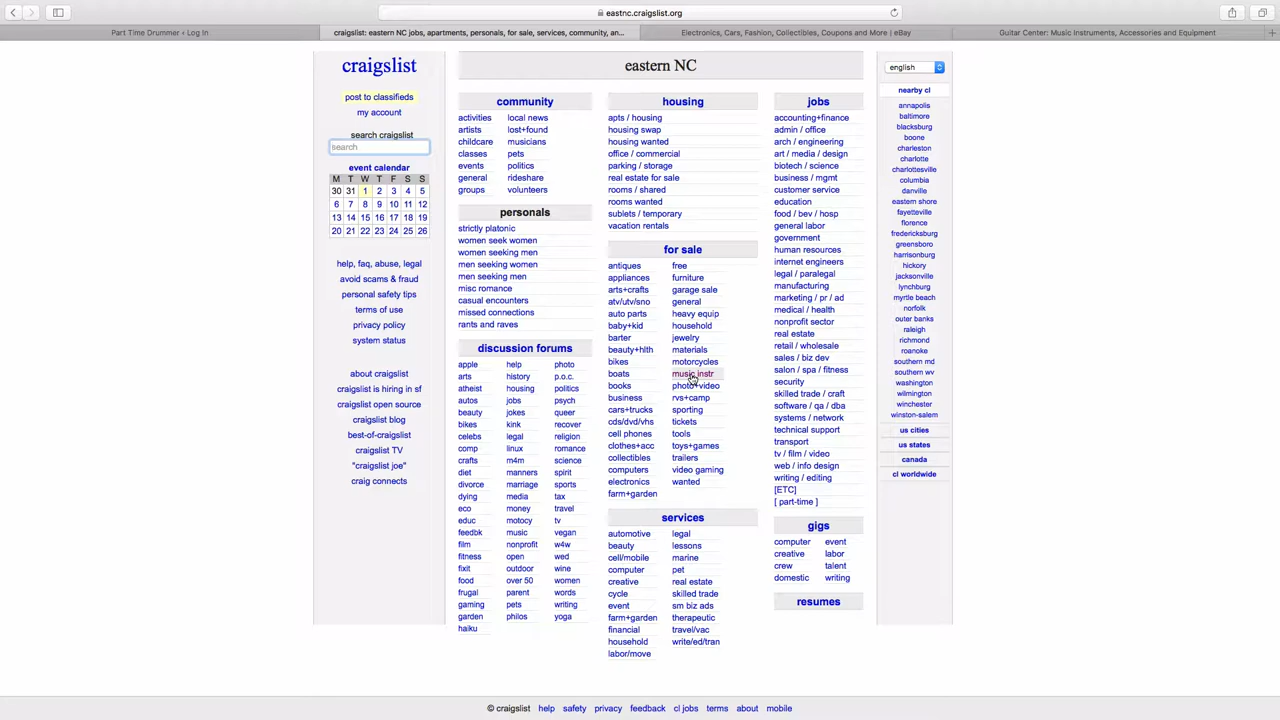 eastnc.craigslist.org
Part Time Drummer • Log In
craigslist: eastern NC jobs, apartments, personals, for sale, services, community, an...
Electronics, Cars, Fashion, Collectibles, Coupons and More | eBay
Guitar Center: Music Instruments, Accessories and Equipment
craigslist
post to classifieds
my account
search craigslist
search
event calendar
M T W T F S S
30 31 1 2 3 4 5
6 7 8 9 10 11 12
13 14 15 16 17 18 19
20 21 22 23 24 25 26
help, faq, abuse, legal
avoid scams & fraud
personal safety tips
terms of use
privacy policy
system status
about craigslist
craigslist is hiring in sf
craigslist open source
craigslist blog
best-of-craigslist
craigslist TV
"craigslist joe"
craig connects
eastern NC
community
activities local news
artists lost+found
childcare musicians
classes pets
events politics
general rideshare
groups volunteers
personals
strictly platonic
women seek women
women seeking men
men seeking women
men seeking men
misc romance
casual encounters
missed connections
rants and raves
discussion forums
apple help photo
arts history p.o.c.
atheist housing politics
autos jobs psych
beauty jokes queer
bikes kink recover
celebs legal religion
comp linux romance
crafts m4m science
diet manners spirit
divorce marriage sports
dying media tax
eco money travel
educ motocy tv
feedbk music vegan
film nonprofit w4w
fitness open wed
fixit outdoor wine
food over 50 women
frugal parent words
gaming pets writing
garden philos yoga
haiku
housing
apts / housing
housing swap
housing wanted
office / commercial
parking / storage
real estate for sale
rooms / shared
rooms wanted
sublets / temporary
vacation rentals
for sale
antiques free
appliances furniture
arts+crafts garage sale
atv/utv/sno general
auto parts heavy equip
baby+kid household
barter jewelry
beauty+hlth materials
bikes motorcycles
boats music instr
books photo+video
business rvs+camp
cars+trucks sporting
cds/dvd/vhs tickets
cell phones tools
clothes+acc toys+games
collectibles trailers
computers video gaming
electronics wanted
farm+garden
services
automotive legal
beauty lessons
cell/mobile marine
computer pet
creative real estate
cycle skilled trade
event sm biz ads
farm+garden therapeutic
financial travel/vac
household write/ed/tran
labor/move
jobs
accounting+finance
admin / office
arch / engineering
art / media / design
biotech / science
business / mgmt
customer service
education
food / bev / hosp
general labor
government
human resources
internet engineers
legal / paralegal
manufacturing
marketing / pr / ad
medical / health
nonprofit sector
real estate
retail / wholesale
sales / biz dev
salon / spa / fitness
security
skilled trade / craft
software / qa / dba
systems / network
technical support
transport
tv / film / video
web / info design
writing / editing
[ETC]
[ part-time ]
gigs
computer event
creative labor
crew talent
domestic writing
resumes
english
nearby cl
annapolis
baltimore
blacksburg
boone
charleston
charlotte
charlottesville
columbia
danville
eastern shore
fayetteville
florence
fredericksburg
greensboro
harrisonburg
hickory
jacksonville
lynchburg
myrtle beach
norfolk
outer banks
raleigh
richmond
roanoke
southern md
southern wv
washington
wilmington
winchester
winston-salem
us cities
us states
canada
cl worldwide
© craigslist help safety privacy feedback cl jobs terms about mobile